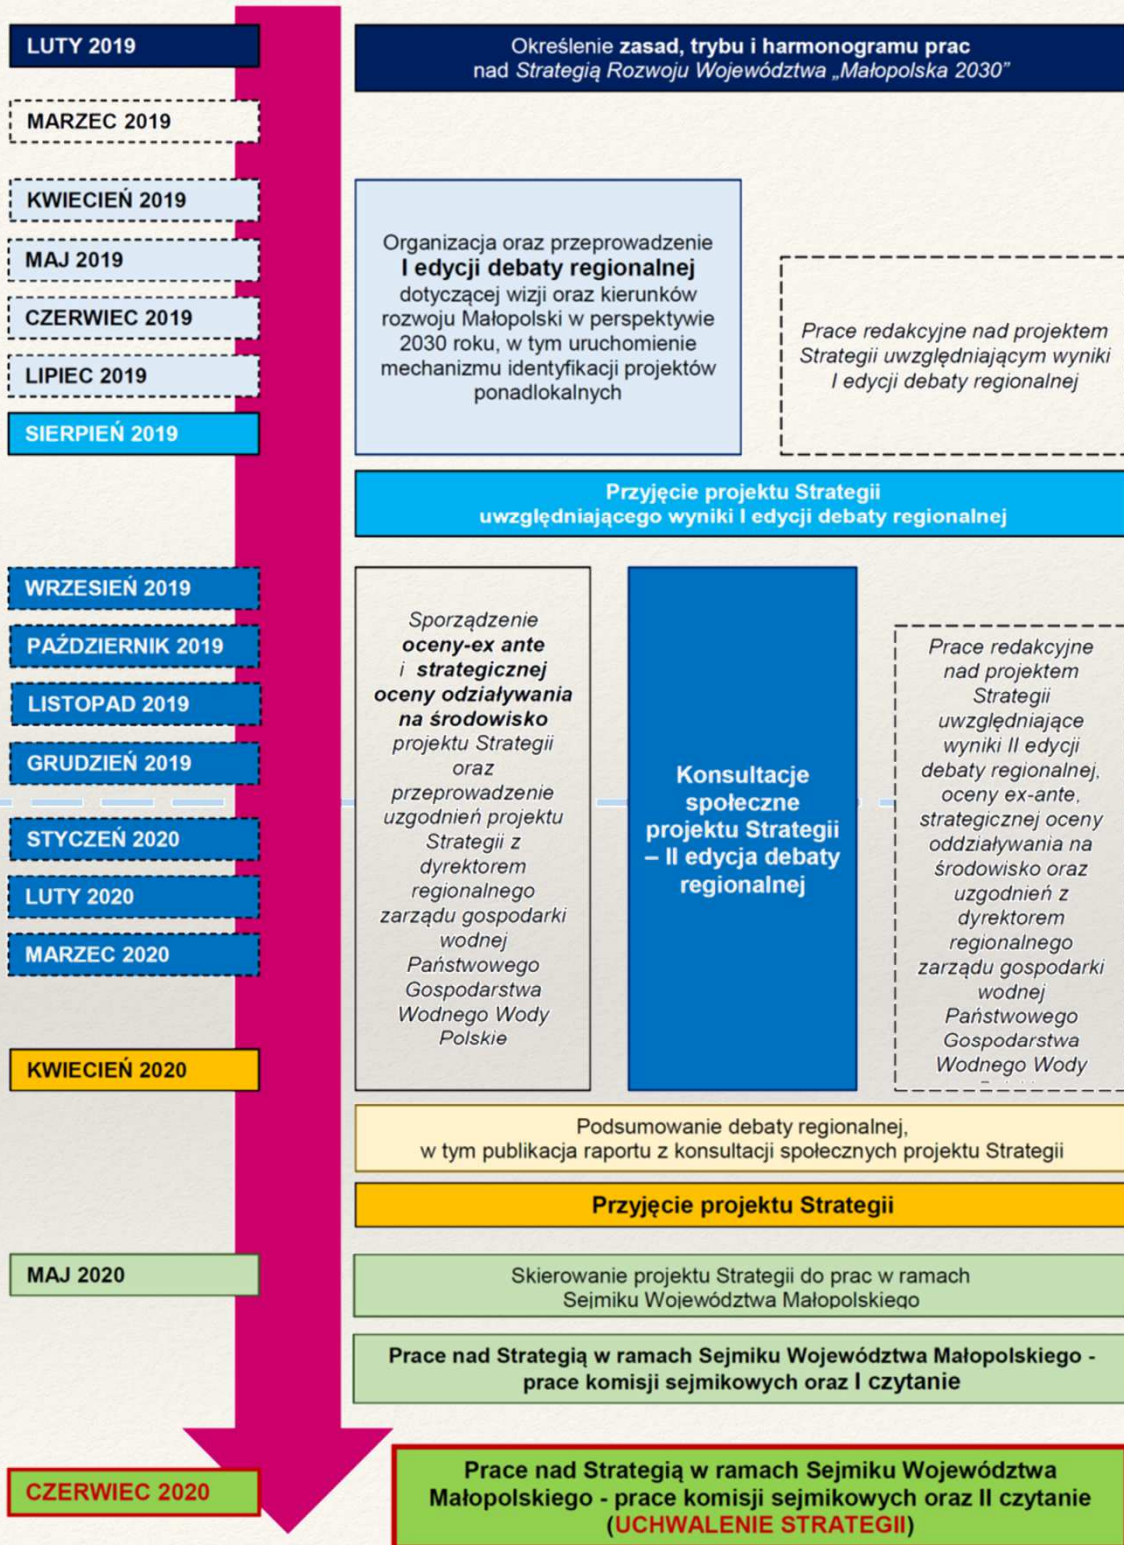 LUTY 2019
Określenie zasad, trybu i harmonogramu prac
nad Strategią Rozwoju Województwa „Małopolska 2030”
MARZEC 2019
KWIECIEŃ 2019
MAJ 2019
CZERWIEC 2019
LIPIEC 2019
SIERPIEŃ 2019
Organizacja oraz przeprowadzenie
I edycji debaty regionalnej
dotyczącej wizji oraz kierunków
rozwoju Małopolski w perspektywie
2030 roku, w tym uruchomienie
mechanizmu identyfikacji projektów
ponadlokalnych
Prace redakcyjne nad projektem
Strategii uwzględniającym wyniki
I edycji debaty regionalnej
Przyjęcie projektu Strategii
uwzględniającego wyniki I edycji debaty regionalnej
WRZESIEŃ 2019
PAŹDZIERNIK 2019
LISTOPAD 2019
GRUDZIEŃ 2019
STYCZEŃ 2020
LUTY 2020
MARZEC 2020
Sporządzenie
oceny-ex ante
i strategicznej
oceny odziaływania
na środowisko
projektu Strategii
oraz
przeprowadzenie
uzgodnień projektu
Strategii z
dyrektorem
regionalnego
zarządu gospodarki
wodnej
Państwowego
Gospodarstwa
Wodnego Wody
Polskie
Konsultacje
społeczne
projektu Strategii
– II edycja debaty
regionalnej
Prace redakcyjne
nad projektem
Strategii
uwzględniające
wyniki II edycji
debaty regionalnej,
oceny ex-ante,
strategicznej oceny
oddziaływania na
środowisko oraz
uzgodnień z
dyrektorem
regionalnego
zarządu gospodarki
wodnej
Państwowego
Gospodarstwa
Wodnego Wody
KWIECIEŃ 2020
Podsumowanie debaty regionalnej,
w tym publikacja raportu z konsultacji społecznych projektu Strategii
Przyjęcie projektu Strategii
MAJ 2020
Skierowanie projektu Strategii do prac w ramach
Sejmiku Województwa Małopolskiego
Prace nad Strategią w ramach Sejmiku Województwa Małopolskiego -
prace komisji sejmikowych oraz I czytanie
CZERWIEC 2020
Prace nad Strategią w ramach Sejmiku Województwa
Małopolskiego - prace komisji sejmikowych oraz II czytanie
(UCHWALENIE STRATEGII)